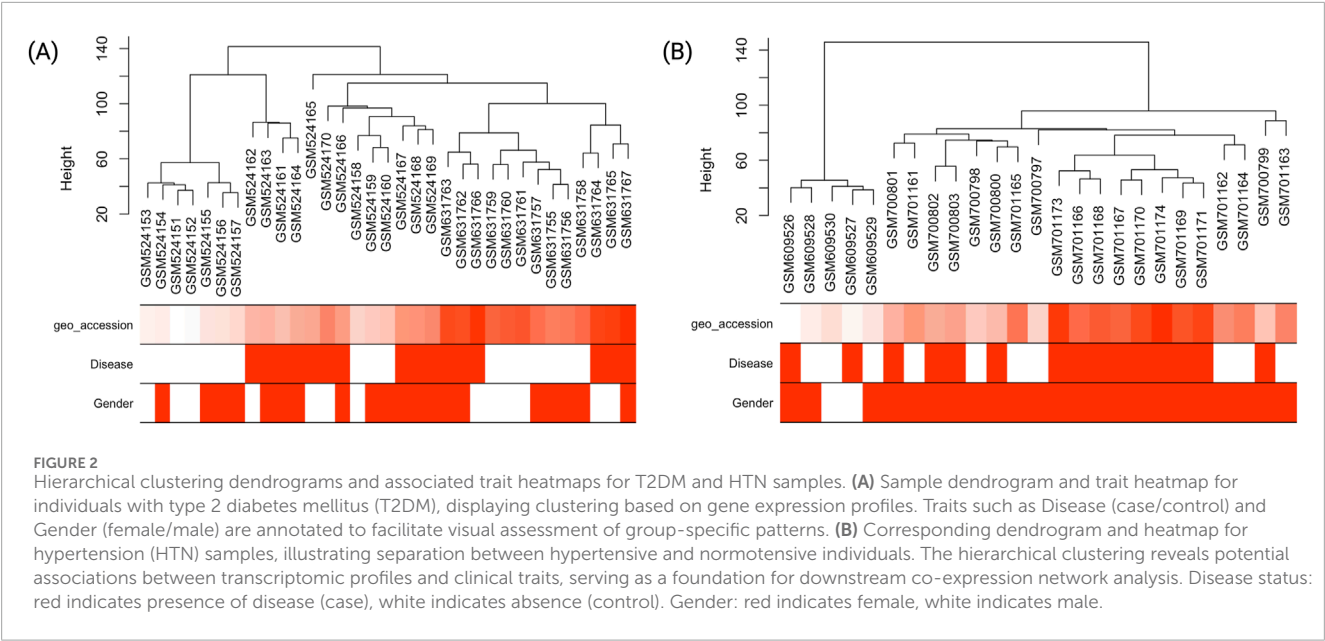 (A)
140
100
60
20
Height
GSM524153
GSM524154
GSM524151
GSM524152
GSM524155
GSM524156
GSM524157
GSM524162
GSM524163
GSM524161
GSM524164
GSM524165
GSM524170
GSM524166
GSM524158
GSM524159
GSM524160
GSM524167
GSM524168
GSM524169
GSM631763
GSM631762
GSM631766
GSM631759
GSM631760
GSM631761
GSM631757
GSM631755
GSM631756
GSM631758
GSM631764
GSM631765
GSM631767
geo_accession
Disease
Gender
(B)
140
100
60
20
Height
GSM609526
GSM609528
GSM609530
GSM609527
GSM609529
GSM700801
GSM701161
GSM700802
GSM700803
GSM700798
GSM700800
GSM701165
GSM700797
GSM701173
GSM701166
GSM701168
GSM701167
GSM701170
GSM701174
GSM701169
GSM701171
GSM701162
GSM701164
GSM700799
GSM701163
geo_accession
Disease
Gender
FIGURE 2
Hierarchical clustering dendrograms and associated trait heatmaps for T2DM and HTN samples. (A) Sample dendrogram and trait heatmap for
individuals with type 2 diabetes mellitus (T2DM), displaying clustering based on gene expression profiles. Traits such as Disease (case/control) and
Gender (female/male) are annotated to facilitate visual assessment of group-specific patterns. (B) Corresponding dendrogram and heatmap for
hypertension (HTN) samples, illustrating separation between hypertensive and normotensive individuals. The hierarchical clustering reveals potential
associations between transcriptomic profiles and clinical traits, serving as a foundation for downstream co-expression network analysis. Disease status:
red indicates presence of disease (case), white indicates absence (control). Gender: red indicates female, white indicates male.